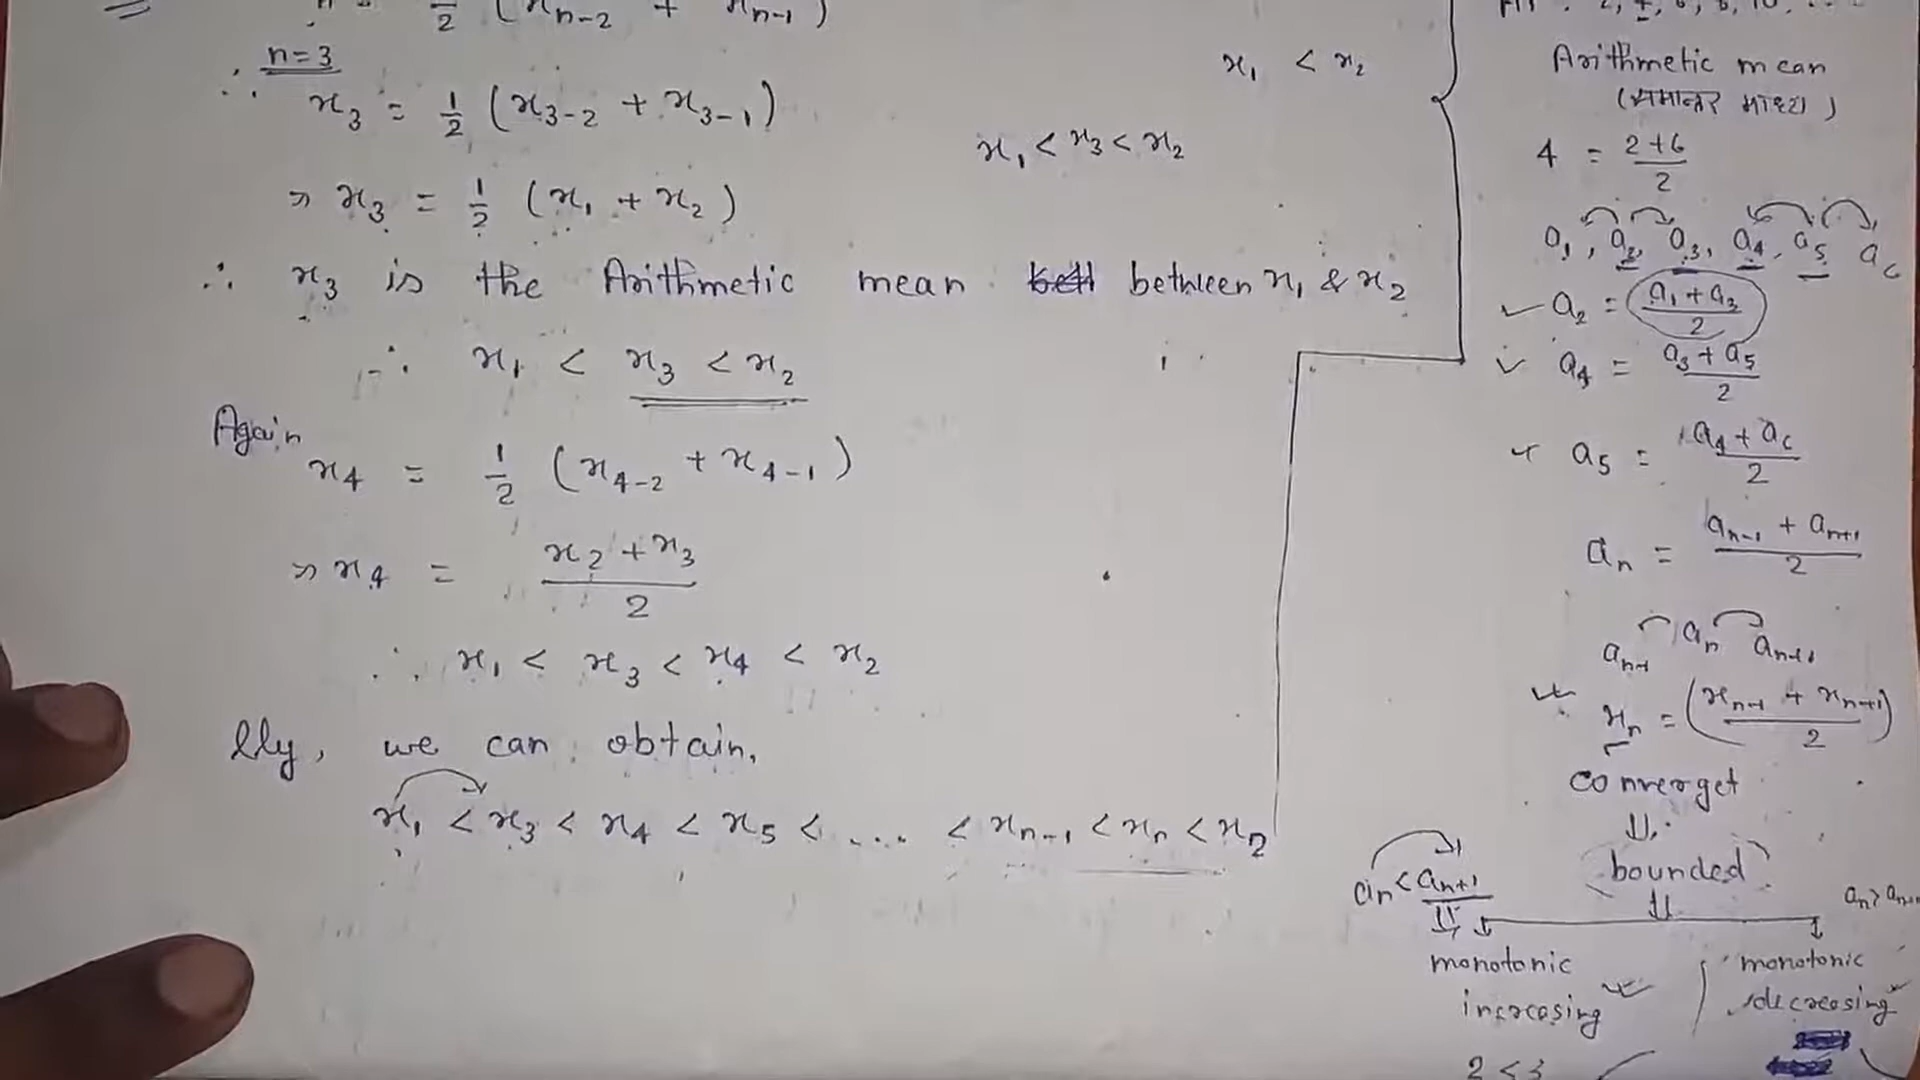 n=3
∴ x₃ = 1/2 (x₃₋₂ + x₃₋₁)
⇒ x₃ = 1/2 (x₁ + x₂)
x₁ < x₂
x₁ < x₃ < x₂
∴ x₃ is the Arithmetic mean between x₁ & x₂
∴ x₁ < x₃ < x₂
Again
x₄ = 1/2 (x₄₋₂ + x₄₋₁)
⇒ x₄ = (x₂ + x₃)/2
∴ x₁ < x₃ < x₄ < x₂
lly, we can obtain,
x₁ < x₃ < x₄ < x₅ < .... < xₙ₋₁ < xₙ < x₂
Arithmetic mean
(समान्तर माध्य)
4 = (2+6)/2
a₁, a₂, a₃, a₄, a₅ a₆
a₂ = (a₁ + a₃)/2
a₄ = (a₃ + a₅)/2
a₅ = (a₄ + a₆)/2
aₙ = (aₙ₋₁ + aₙ₊₁)/2
aₙ₋₁ aₙ aₙ₊₁
xₙ = ((xₙ₋₁ + xₙ₊₁)/2)
converget
⇓
bounded
⇓
aₙ < aₙ₊₁
monotonic
increasing
monotonic
decreasing
2 < 3